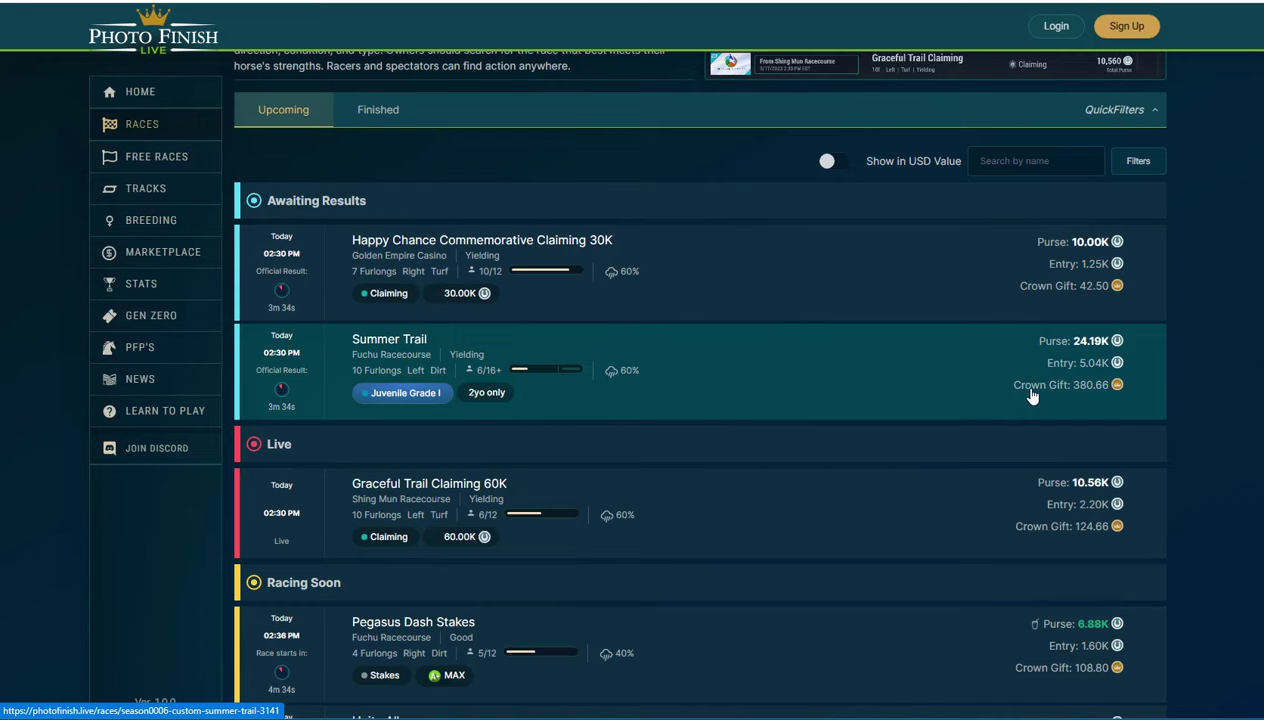 PHOTO FINISH
LIVE
Login
Sign Up
direction, condition, and type. Owners should search for the race that best meets their
horse's strengths. Racers and spectators can find action anywhere.
From Shing Mun Racecourse
Graceful Trail Claiming
10f Left Turf Yielding
Claiming
10,560
Total Purse
HOME
RACES
FREE RACES
TRACKS
BREEDING
MARKETPLACE
STATS
GEN ZERO
PFP'S
NEWS
LEARN TO PLAY
JOIN DISCORD
Upcoming
Finished
QuickFilters
Show in USD Value
Search by name
Filters
Awaiting Results
Today
02:30 PM
Official Result:
3m 34s
Happy Chance Commemorative Claiming 30K
Golden Empire Casino Yielding
7 Furlongs Right Turf 10/12 60%
Claiming 30.00K
Purse: 10.00K
Entry: 1.25K
Crown Gift: 42.50
Today
02:30 PM
Official Result:
3m 34s
Summer Trail
Fuchu Racecourse Yielding
10 Furlongs Left Dirt 6/16+ 60%
Juvenile Grade I 2yo only
Purse: 24.19K
Entry: 5.04K
Crown Gift: 380.66
Live
Today
02:30 PM
Live
Graceful Trail Claiming 60K
Shing Mun Racecourse Yielding
10 Furlongs Left Turf 6/12 60%
Claiming 60.00K
Purse: 10.56K
Entry: 2.20K
Crown Gift: 124.66
Racing Soon
Today
02:36 PM
Race starts in:
4m 34s
Pegasus Dash Stakes
Fuchu Racecourse Good
4 Furlongs Right Dirt 5/12 40%
Stakes MAX
Purse: 6.88K
Entry: 1.60K
Crown Gift: 108.80
https://photofinish.live/races/season0006-custom-summer-trail-3141